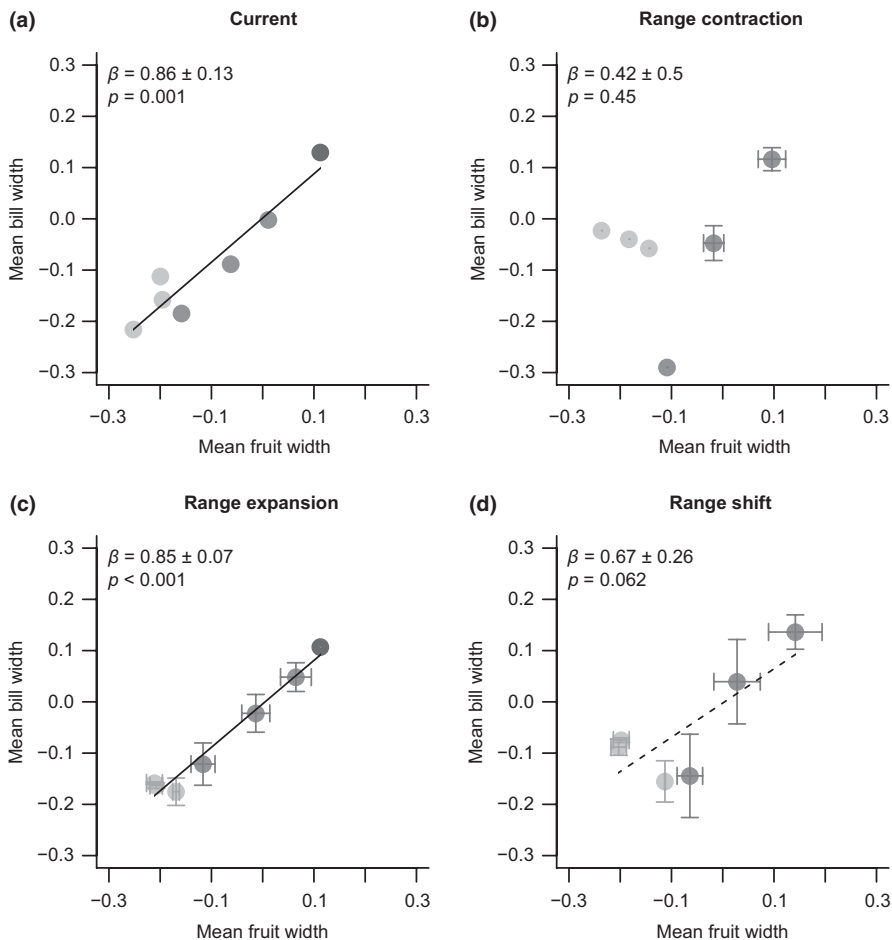 (a) Current
β = 0.86 ± 0.13
p = 0.001
0.3
0.2
0.1
0.0
−0.1
−0.2
−0.3
Mean bill width
−0.3 −0.1 0.1 0.3
Mean fruit width
(b) Range contraction
β = 0.42 ± 0.5
p = 0.45
0.3
0.2
0.1
0.0
−0.1
−0.2
−0.3
Mean bill width
−0.3 −0.1 0.1 0.3
Mean fruit width
(c) Range expansion
β = 0.85 ± 0.07
p < 0.001
0.3
0.2
0.1
0.0
−0.1
−0.2
−0.3
Mean bill width
−0.3 −0.1 0.1 0.3
Mean fruit width
(d) Range shift
β = 0.67 ± 0.26
p = 0.062
0.3
0.2
0.1
0.0
−0.1
−0.2
−0.3
Mean bill width
−0.3 −0.1 0.1 0.3
Mean fruit width